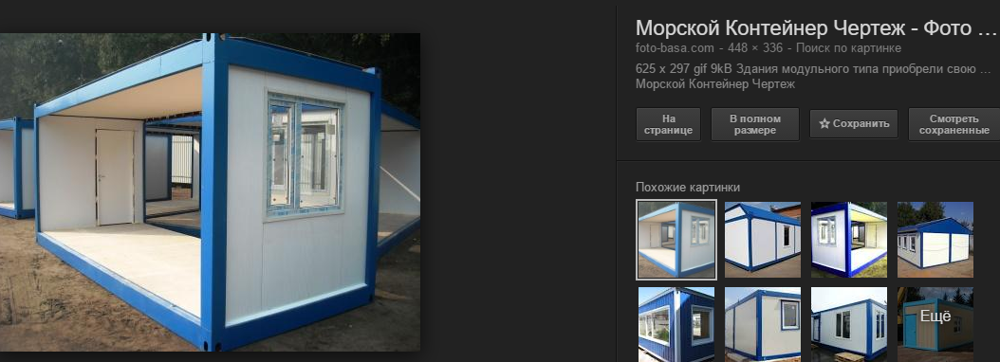 Морской Контейнер Чертеж - Фото ...
foto-basa.com - 448 × 336 - Поиск по картинке
625 x 297 gif 9kB Здания модульного типа приобрели свою ...
Морской Контейнер Чертеж
На
странице
В полном
размере
☆ Сохранить
Смотреть
сохраненные
Похожие картинки
Ещё